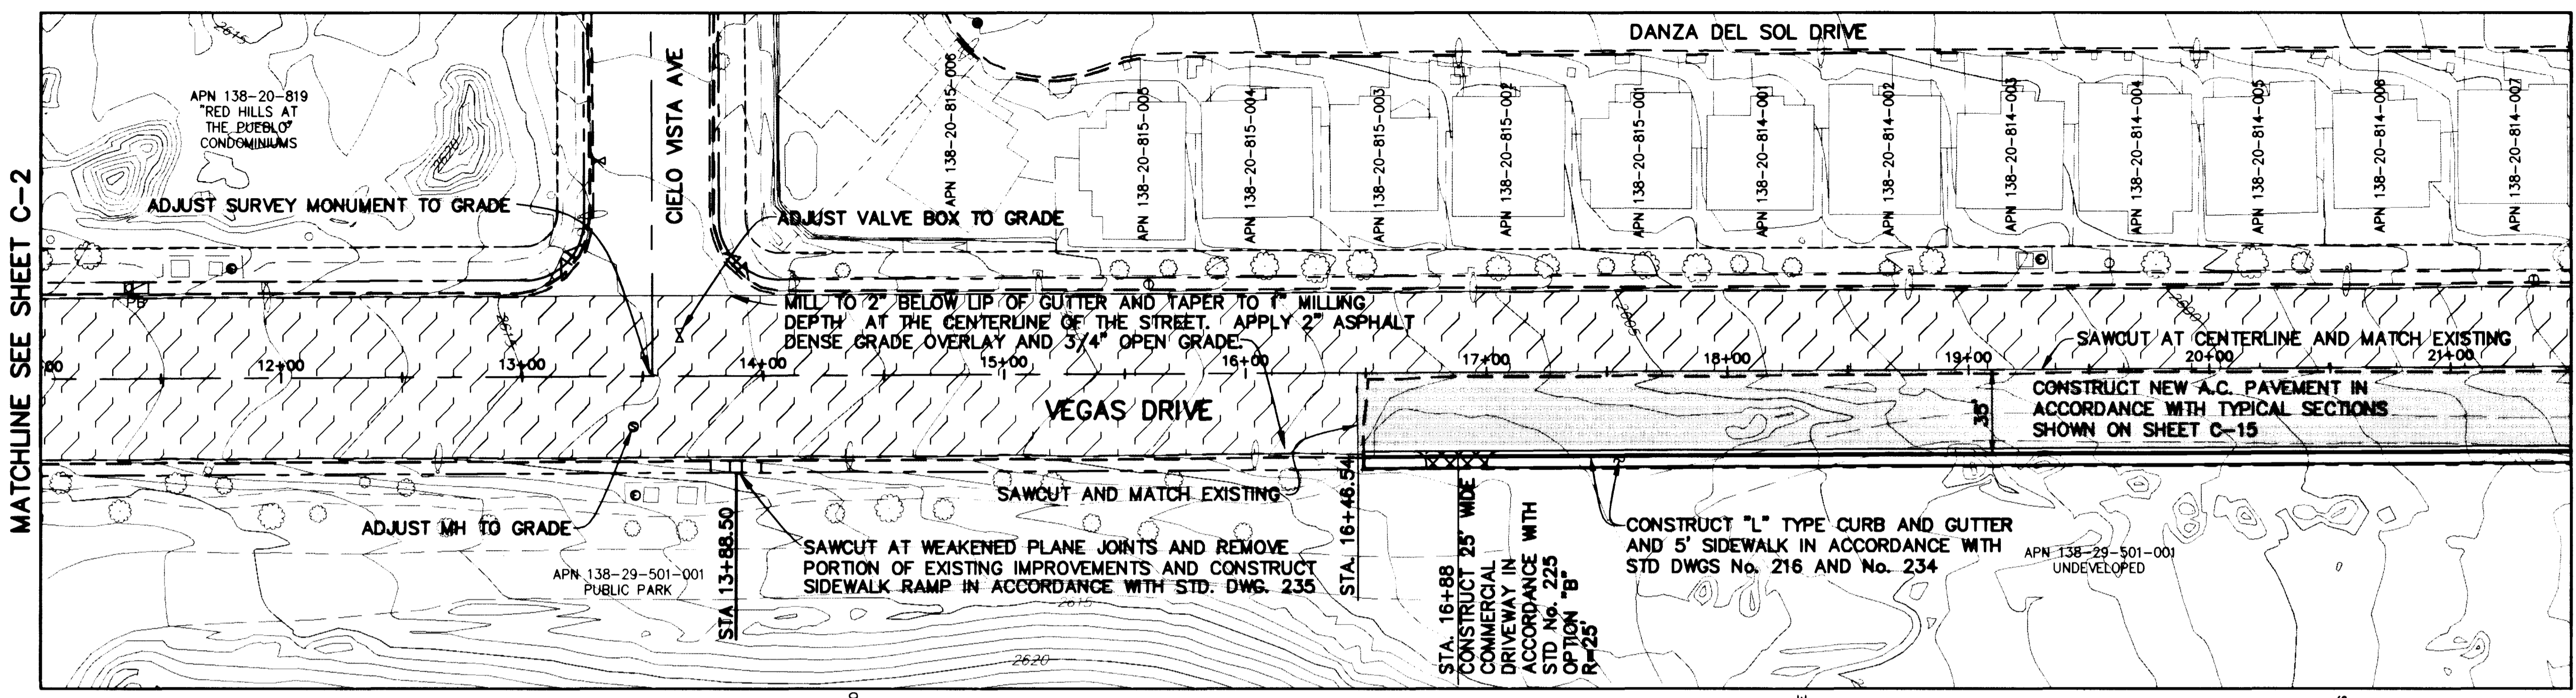 MATCHLINE SEE SHEET C-2
2615
APN 138-20-819
"RED HILLS AT
THE PUEBLO"
CONDOMINIUMS
2620
CIELO VISTA AVE
DANZA DEL SOL DRIVE
APN 138-20-815-006
APN 138-20-815-005
APN 138-20-815-004
APN 138-20-815-003
APN 138-20-815-002
APN 138-20-815-001
APN 138-20-814-001
APN 138-20-814-002
APN 138-20-814-003
APN 138-20-814-004
APN 138-20-814-005
APN 138-20-814-006
APN 138-20-814-007
ADJUST SURVEY MONUMENT TO GRADE
ADJUST VALVE BOX TO GRADE
PB
MILL TO 2" BELOW LIP OF GUTTER AND TAPER TO 1" MILLING
DEPTH AT THE CENTERLINE OF THE STREET. APPLY 2" ASPHALT
DENSE GRADE OVERLAY AND 3/4" OPEN GRADE.
2615
2005
2000
SAWCUT AT CENTERLINE AND MATCH EXISTING
00
12+00
13+00
14+00
15+00
16+00
17+00
18+00
19+00
20+00
21+00
VEGAS DRIVE
35'
CONSTRUCT NEW A.C. PAVEMENT IN
ACCORDANCE WITH TYPICAL SECTIONS
SHOWN ON SHEET C-15
SAWCUT AND MATCH EXISTING
ADJUST MH TO GRADE
STA 13+88.50
SAWCUT AT WEAKENED PLANE JOINTS AND REMOVE
PORTION OF EXISTING IMPROVEMENTS AND CONSTRUCT
SIDEWALK RAMP IN ACCORDANCE WITH STD. DWG. 235
APN 138-29-501-001
PUBLIC PARK
STA. 16+46.54
STA. 16+88
CONSTRUCT 25' WIDE
COMMERCIAL
DRIVEWAY IN
ACCORDANCE WITH
STD No. 225
OPTION "B"
R=25'
CONSTRUCT "L" TYPE CURB AND GUTTER
AND 5' SIDEWALK IN ACCORDANCE WITH
STD DWGS No. 216 AND No. 234
APN 138-29-501-001
UNDEVELOPED
2615
2620